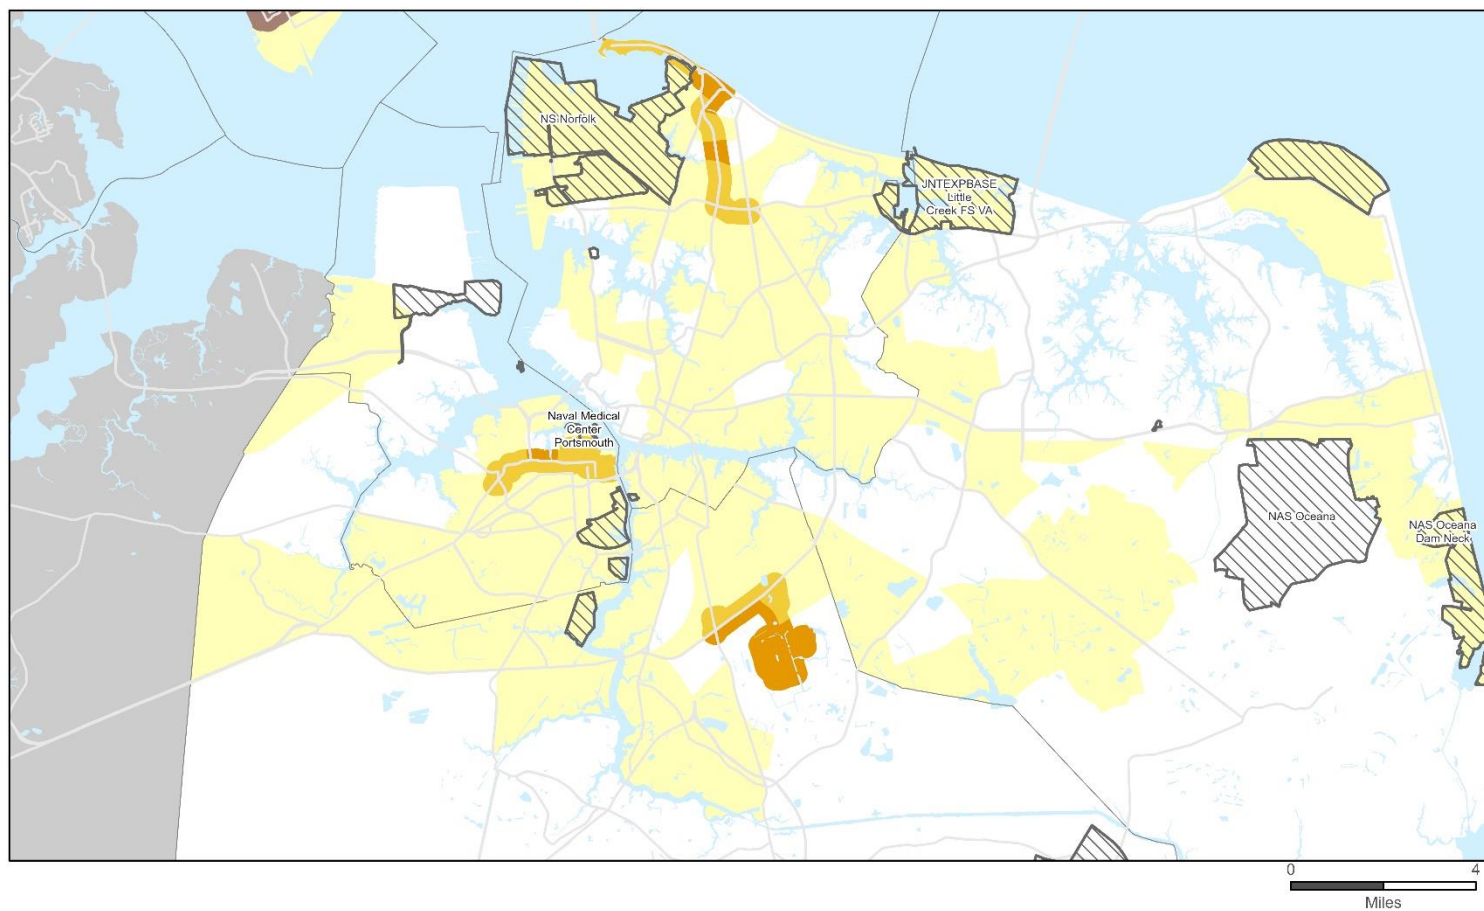 NS Norfolk
JNTEXPBASE
Little
Creek FS VA
Naval Medical
Center
Portsmouth
NAS Oceana
NAS Oceana
Dam Neck
0 4
Miles